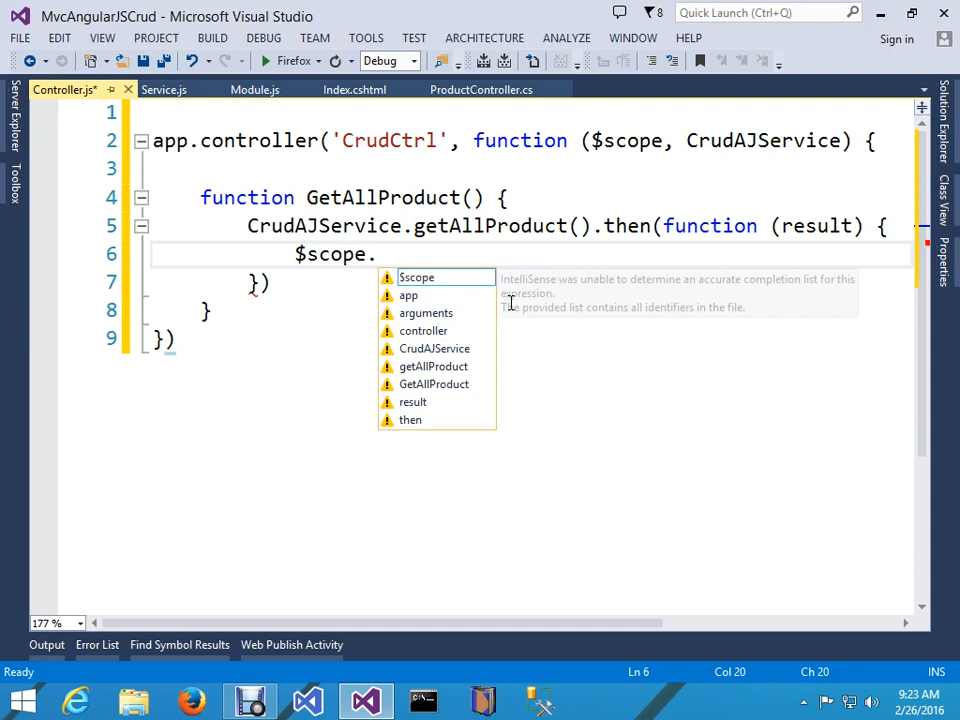 MvcAngularJSCrud - Microsoft Visual Studio
8
Quick Launch (Ctrl+Q)
FILE EDIT VIEW PROJECT BUILD DEBUG TEAM TOOLS TEST ARCHITECTURE ANALYZE WINDOW HELP
Sign in
Firefox Debug
Controller.js* Service.js Module.js Index.cshtml ProductController.cs
Server Explorer
Toolbox
Solution Explorer
Class View
Properties
1
2 app.controller('CrudCtrl', function ($scope, CrudAJService) {
3
4 function GetAllProduct() {
5 CrudAJService.getAllProduct().then(function (result) {
6 $scope.
7 })
8 }
9 })
$scope
app
arguments
controller
CrudAJService
getAllProduct
GetAllProduct
result
then
IntelliSense was unable to determine an accurate completion list for this
expression.
The provided list contains all identifiers in the file.
177 %
Output Error List Find Symbol Results Web Publish Activity
Ready Ln 6 Col 20 Ch 20 INS
9:23 AM
2/26/2016